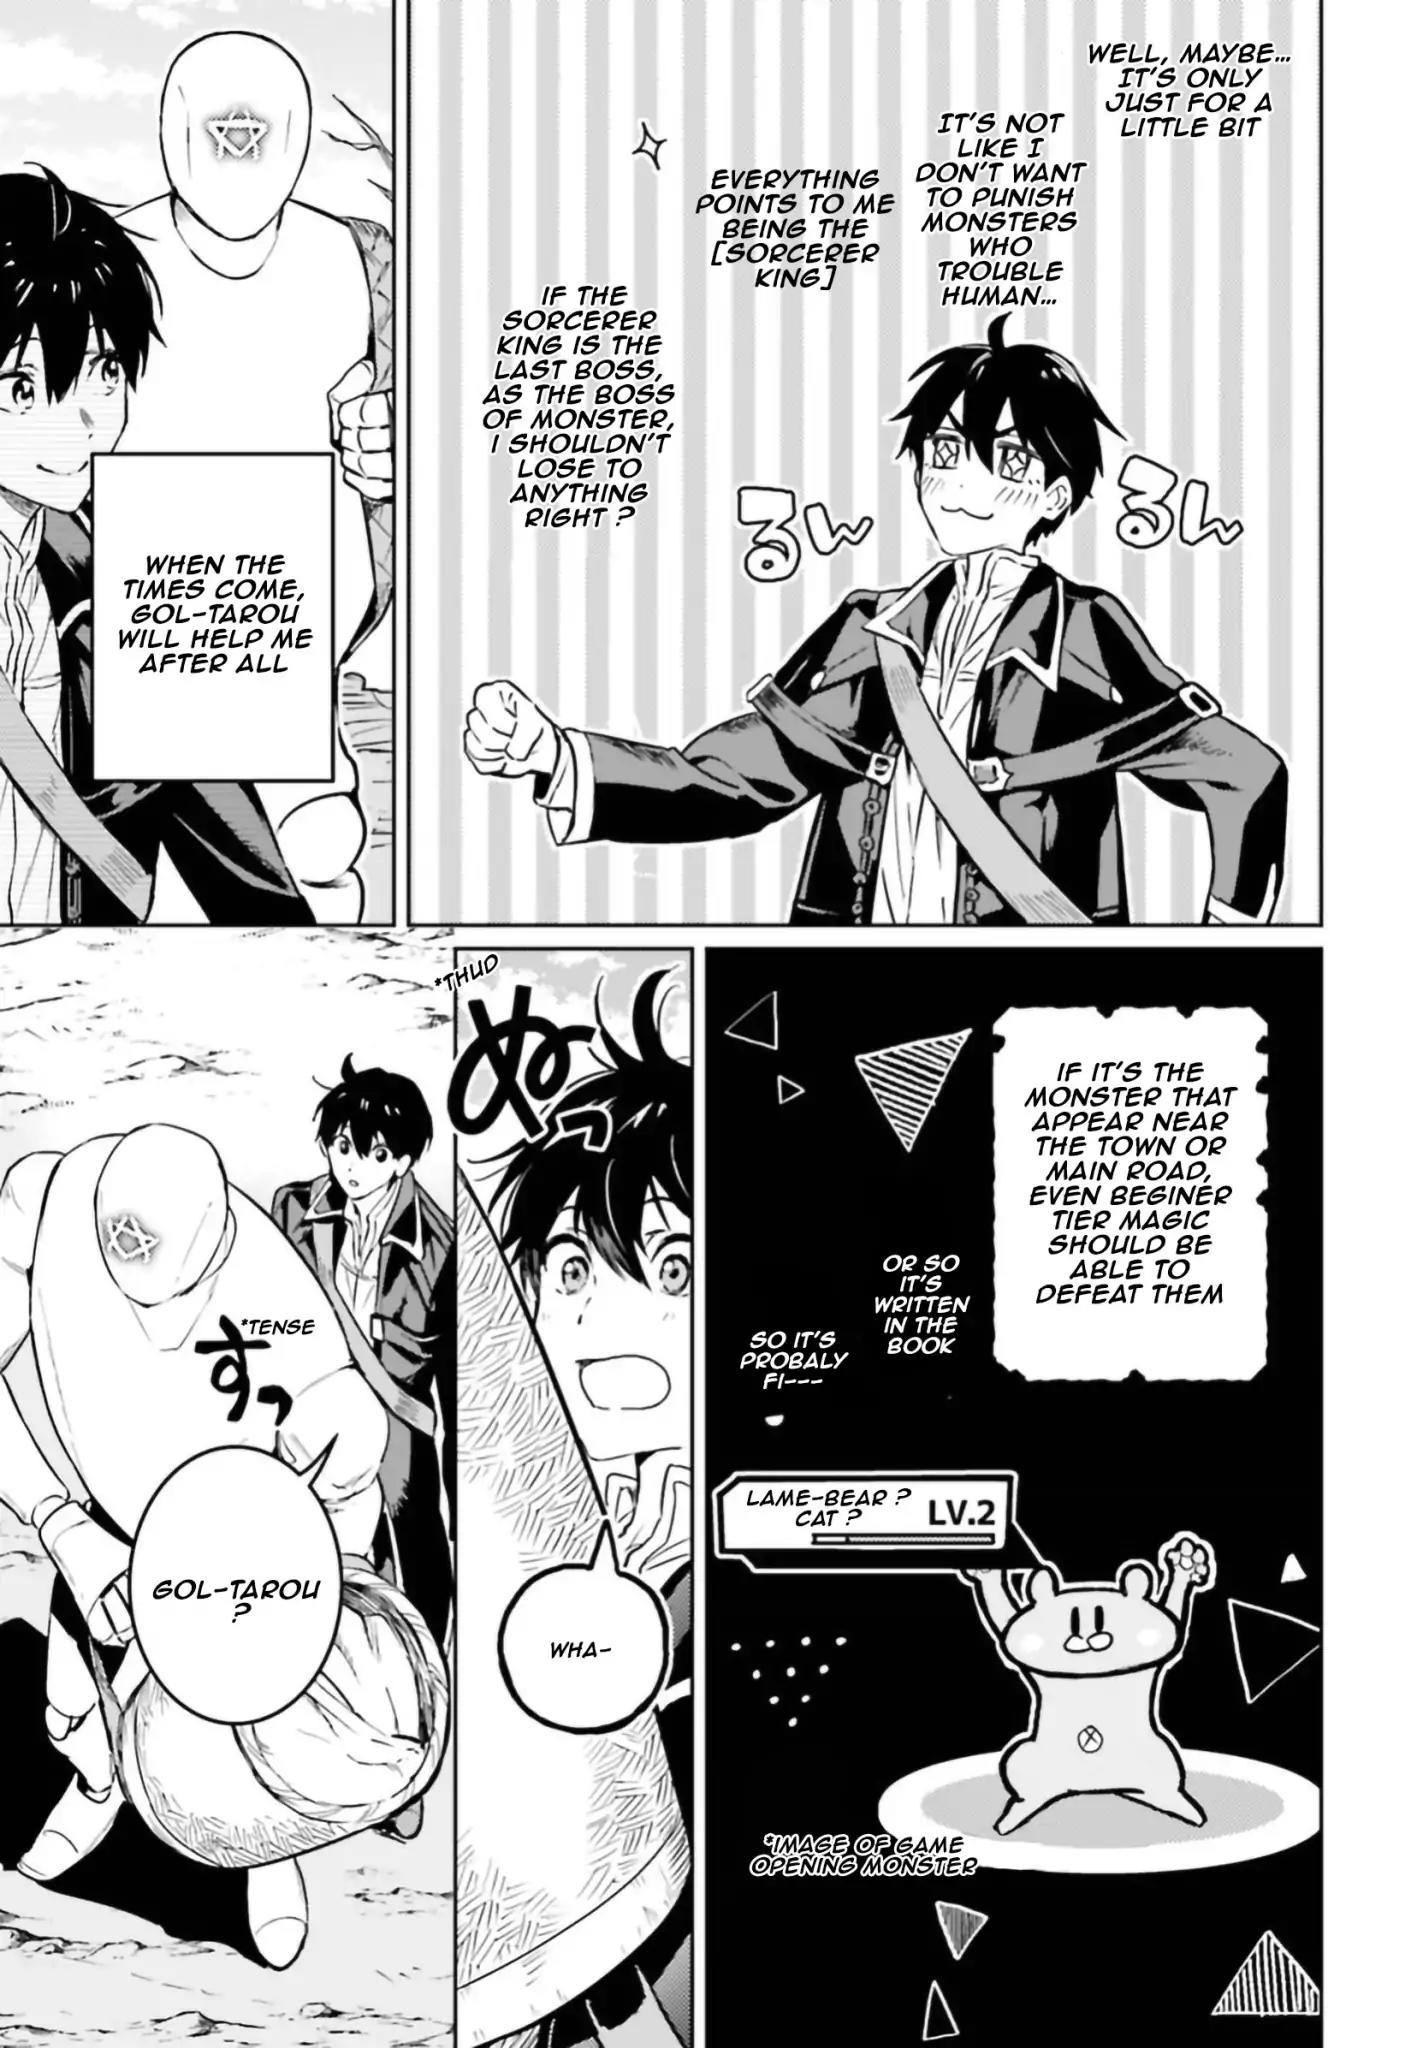 WELL, MAYBE...
IT'S ONLY
JUST FOR A
LITTLE BIT
IT'S NOT
LIKE I
DON'T WANT
TO PUNISH
MONSTERS
WHO
TROUBLE
HUMAN...
EVERYTHING
POINTS TO ME
BEING THE
[SORCERER
KING]
IF THE
SORCERER
KING IS THE
LAST BOSS,
AS THE BOSS
OF MONSTER,
I SHOULDN'T
LOSE TO
ANYTHING
RIGHT ?
るん
るん
WHEN THE
TIMES COME,
GOL-TAROU
WILL HELP ME
AFTER ALL
IF IT'S THE
MONSTER THAT
APPEAR NEAR
THE TOWN OR
MAIN ROAD,
EVEN BEGINER
TIER MAGIC
SHOULD BE
ABLE TO
DEFEAT THEM
OR SO
IT'S
WRITTEN
IN THE
BOOK
SO IT'S
PROBALY
FI---
LAME-BEAR ?
CAT ?
LV.2
*IMAGE OF GAME
OPENING MONSTER
*THUD
ぬっ
WHA-
*TENSE
すっ
GOL-TAROU
?